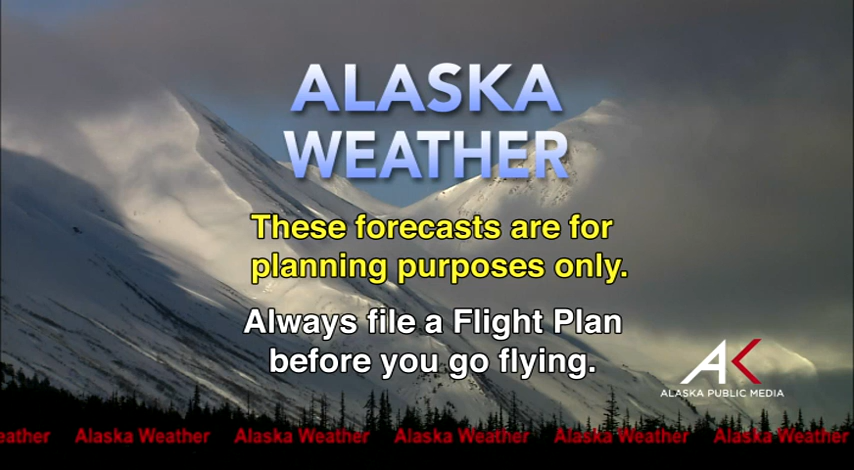 ALASKA
WEATHER
These forecasts are for
planning purposes only.
Always file a Flight Plan
before you go flying.
AK
ALASKA PUBLIC MEDIA
eather Alaska Weather Alaska Weather Alaska Weather Alaska Weather Alaska Weather